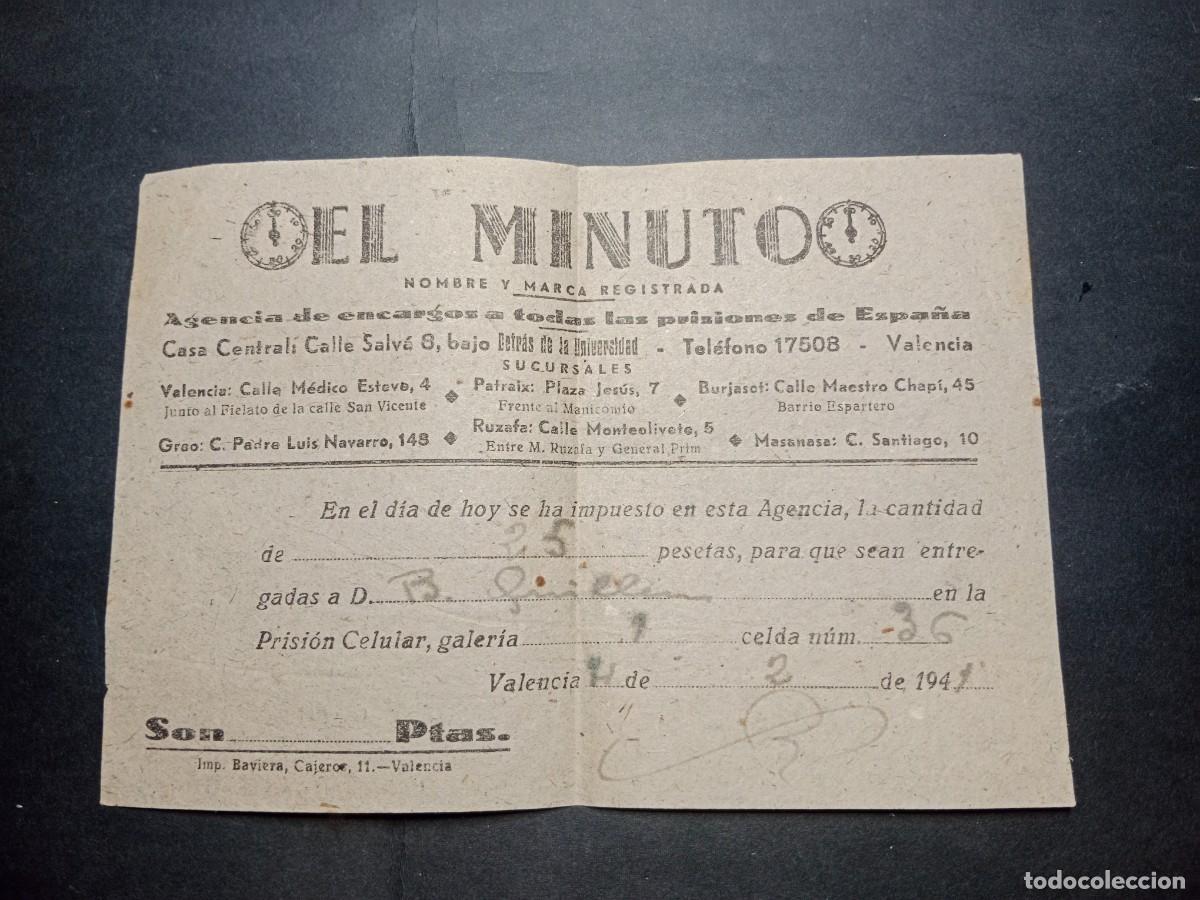 EL MINUTO
NOMBRE Y MARCA REGISTRADA
Agencia de encargos a todas las prisiones de España
Casa Central: Calle Salvá 8, bajo Detrás de la Universidad - Teléfono 17508 - Valencia
SUCURSALES
Valencia: Calle Médico Esteve, 4 ◆ Patraix: Plaza Jesús, 7 ◆ Burjasot: Calle Maestro Chapí, 45
Junto al Fielato de la calle San Vicente Frente al Manicomio Barrio Espartero
Grao: C. Padre Luis Navarro, 148 ◆ Ruzafa: Calle Monteolivete, 5 ◆ Masanasa: C. Santiago, 10
Entre M. Ruzafa y General Prim
En el día de hoy se ha impuesto en esta Agencia, la cantidad
de 25 pesetas, para que sean entre-
gadas a D. B. Guillem en la
Prisión Celular, galería 1 celda núm. 36
Valencia 4 de 2 de 1941
Son Ptas.
Imp. Baviera, Cajeros, 11.—Valencia
todocoleccion